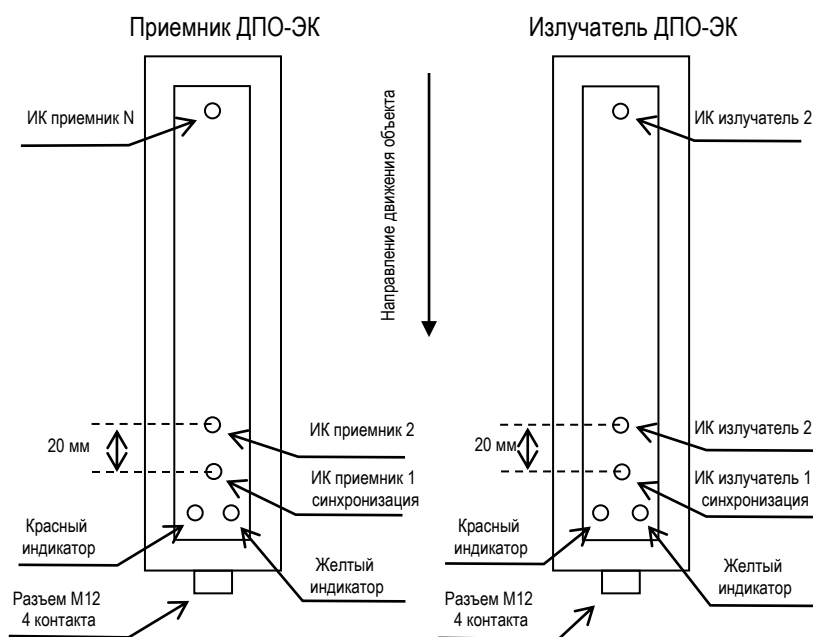 Приемник ДПО-ЭК
ИК приемник N
ИК приемник 2
20 мм
ИК приемник 1
синхронизация
Красный
индикатор
Желтый
индикатор
Разъем М12
4 контакта
Направление движения объекта
Излучатель ДПО-ЭК
ИК излучатель 2
ИК излучатель 2
20 мм
ИК излучатель 1
синхронизация
Красный
индикатор
Желтый
индикатор
Разъем М12
4 контакта